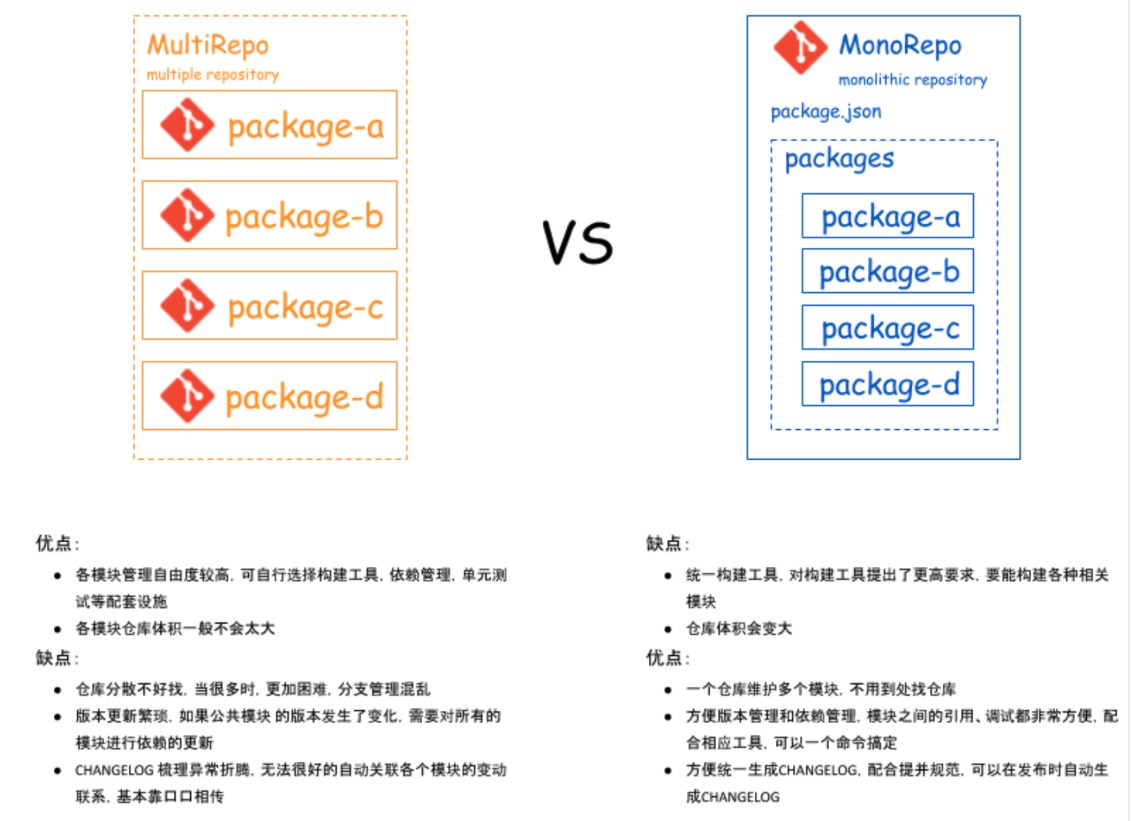 MultiRepo
multiple repository
package-a
package-b
package-c
package-d
VS
MonoRepo
monolithic repository
package.json
packages
package-a
package-b
package-c
package-d
优点：
● 各模块管理自由度较高, 可自行选择构建工具, 依赖管理, 单元测
试等配套设施
● 各模块仓库体积一般不会太大
缺点：
● 仓库分散不好找, 当很多时, 更加困难, 分支管理混乱
● 版本更新繁琐, 如果公共模块 的版本发生了变化, 需要对所有的
模块进行依赖的更新
● CHANGELOG 梳理异常折腾, 无法很好的自动关联各个模块的变动
联系, 基本靠口口相传
缺点：
● 统一构建工具, 对构建工具提出了更高要求, 要能构建各种相关
模块
● 仓库体积会变大
优点：
● 一个仓库维护多个模块, 不用到处找仓库
● 方便版本管理和依赖管理, 模块之间的引用、调试都非常方便, 配
合相应工具, 可以一个命令搞定
● 方便统一生成CHANGELOG, 配合提并规范, 可以在发布时自动生
成CHANGELOG